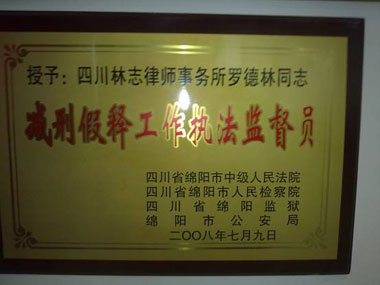 授予：四川林志律师事务所罗德林同志
减刑假释工作执法监督员
四川省绵阳市中级人民法院
四川省绵阳市人民检察院
四川省绵阳监狱
绵阳市公安局
二〇〇八年七月九日